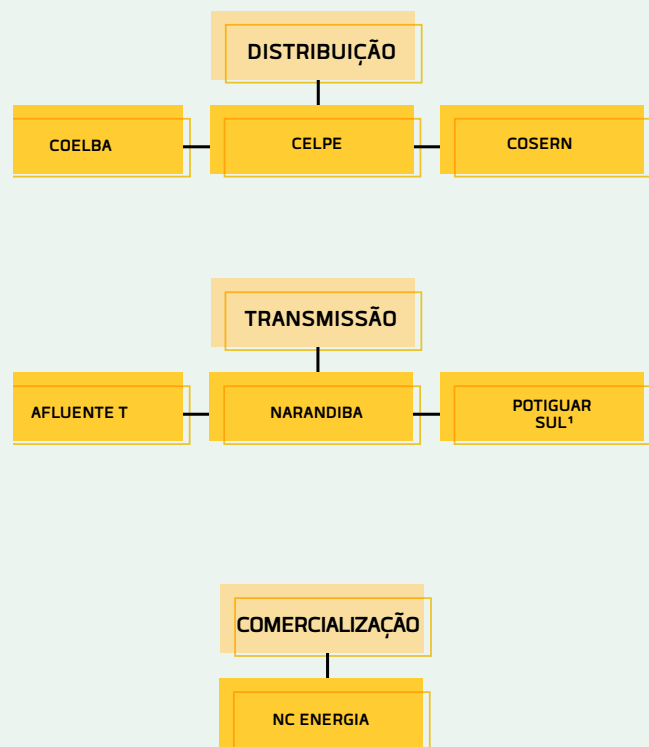 DISTRIBUIÇÃO
COELBA
CELPE
COSERN
TRANSMISSÃO
AFLUENTE T
NARANDIBA
POTIGUAR
SUL¹
COMERCIALIZAÇÃO
NC ENERGIA